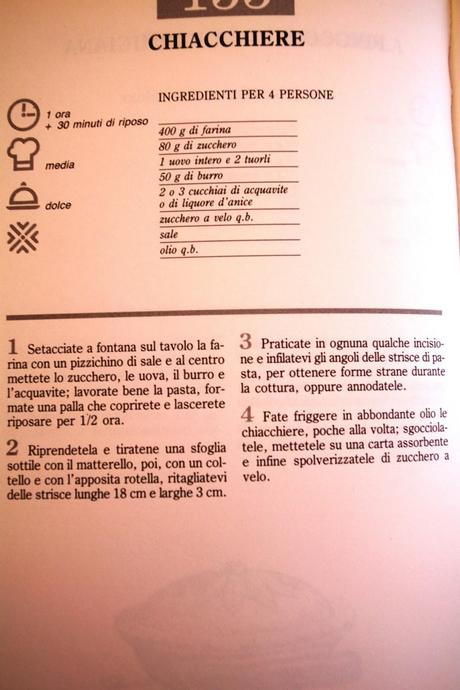 CHIACCHIERE
INGREDIENTI PER 4 PERSONE
1 ora
+ 30 minuti di riposo
media
dolce
400 g di farina
80 g di zucchero
1 uovo intero e 2 tuorli
50 g di burro
2 o 3 cucchiai di acquavite
o di liquore d'anice
zucchero a velo q.b.
sale
olio q.b.
1 Setacciate a fontana sul tavolo la fa-
rina con un pizzichino di sale e al centro
mettete lo zucchero, le uova, il burro e
l'acquavite; lavorate bene la pasta, for-
mate una palla che coprirete e lascerete
riposare per 1/2 ora.
2 Riprendetela e tiratene una sfoglia
sottile con il matterello, poi, con un col-
tello e con l'apposita rotella, ritagliatevi
delle strisce lunghe 18 cm e larghe 3 cm.
3 Praticate in ognuna qualche incisio-
ne e infilatevi gli angoli delle strisce di pa-
sta, per ottenere forme strane durante
la cottura, oppure annodatele.
4 Fate friggere in abbondante olio le
chiacchiere, poche alla volta; sgocciola-
tele, mettetele su una carta assorbente
e infine spolverizzatele di zucchero a
velo.